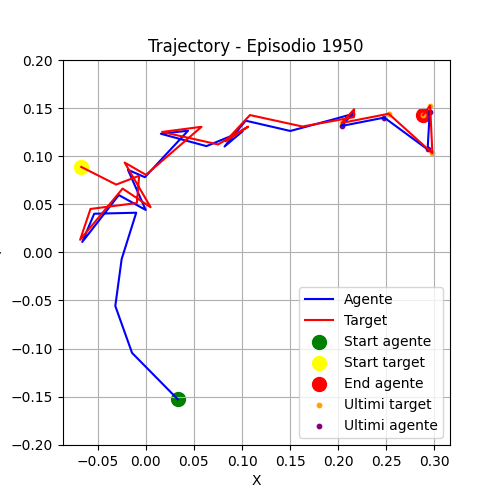 Trajectory - Episodio 1950
0.20
0.15
0.10
0.05
0.00
−0.05
−0.10
−0.15
−0.20
Agente
Target
Start agente
Start target
End agente
Ultimi target
Ultimi agente
−0.05 0.00 0.05 0.10 0.15 0.20 0.25 0.30
X